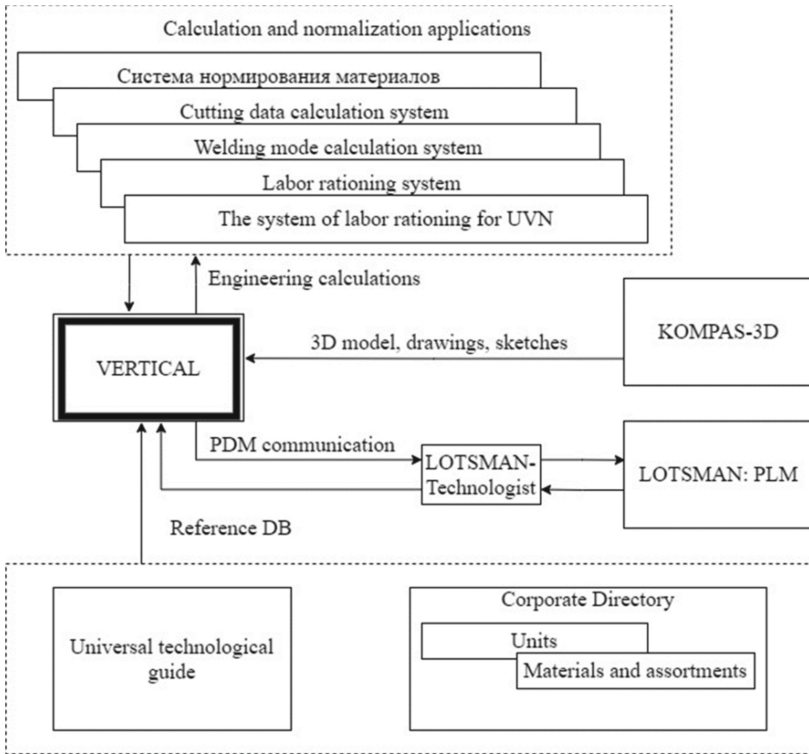 Calculation and normalization applications
Система нормирования материалов
Cutting data calculation system
Welding mode calculation system
Labor rationing system
The system of labor rationing for UVN
Engineering calculations
KOMPAS-3D
3D model, drawings, sketches
VERTICAL
PDM communication
LOTSMAN-
Technologist
LOTSMAN: PLM
Reference DB
Universal technological
guide
Corporate Directory
Units
Materials and assortments